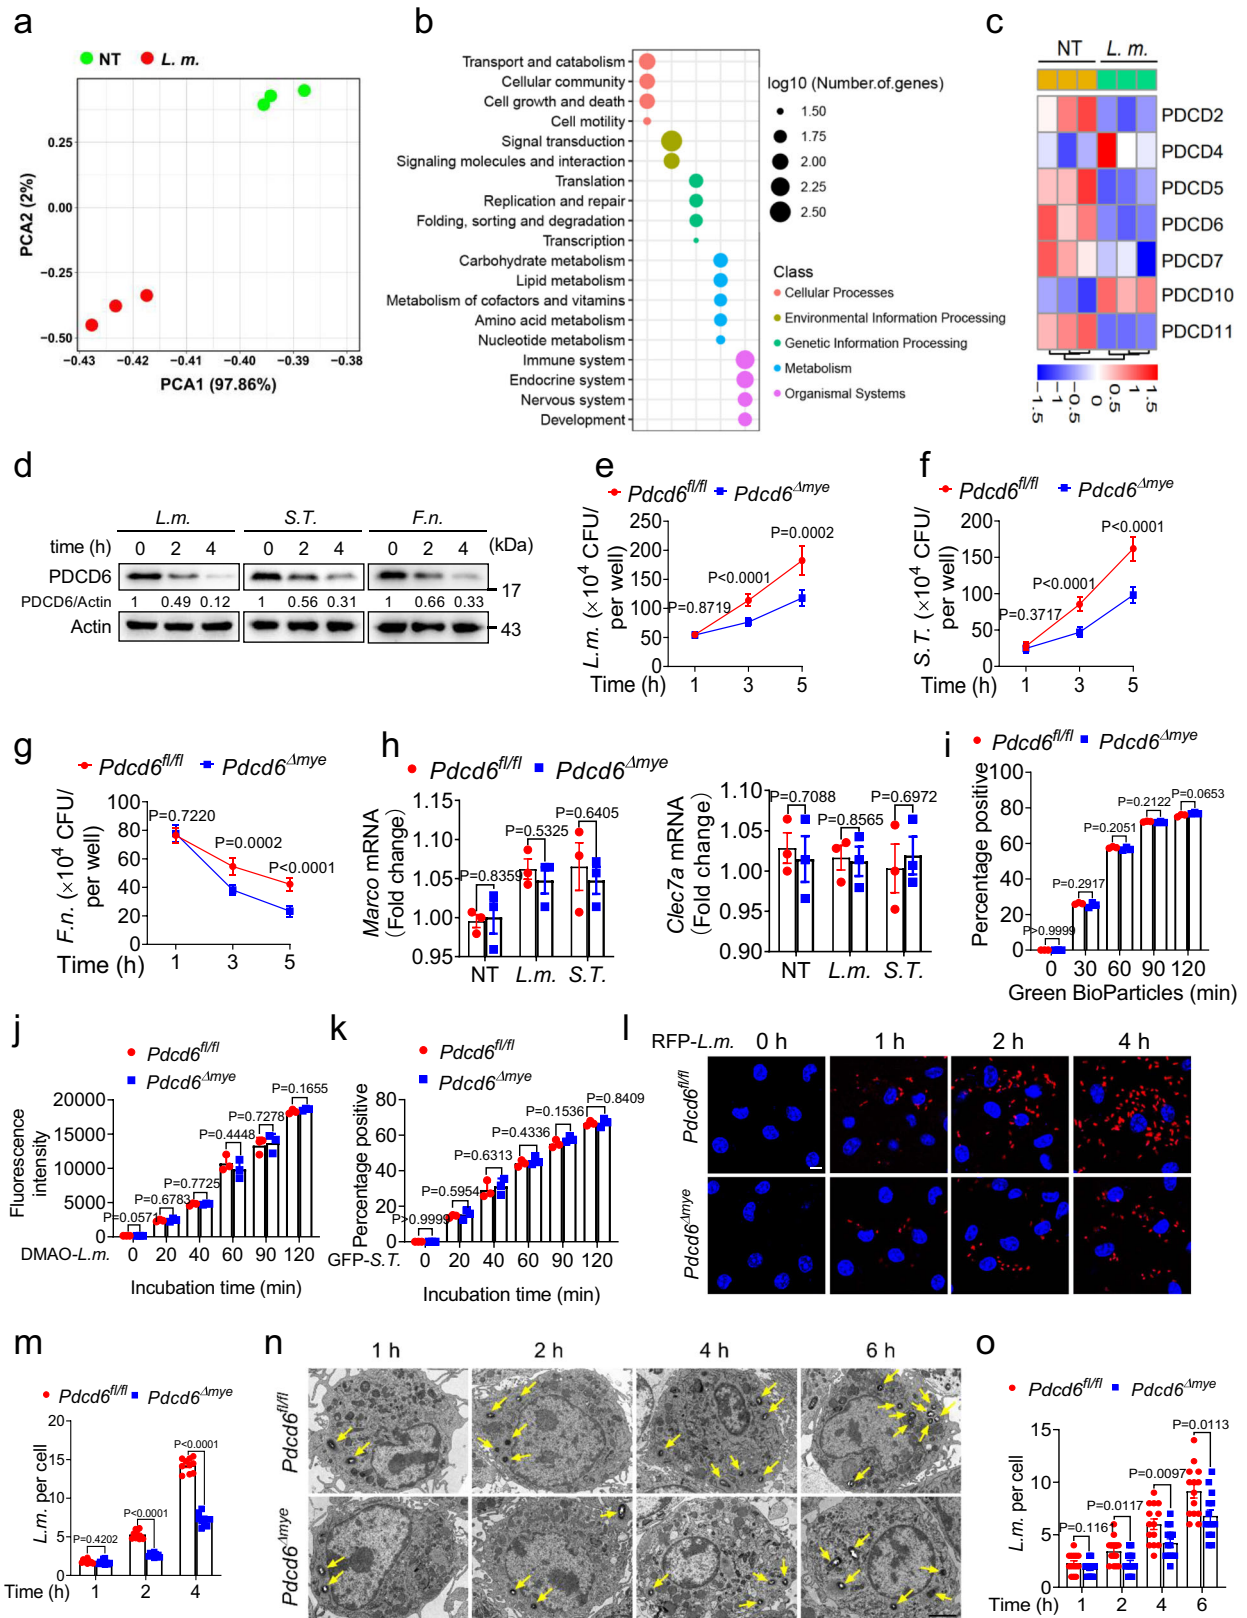 a
NT
L. m.
0.25
0.00
−0.25
−0.50
PCA2 (2%)
−0.43
−0.42
−0.41
−0.40
−0.39
−0.38
PCA1 (97.86%)
b
Transport and catabolism
Cellular community
Cell growth and death
Cell motility
Signal transduction
Signaling molecules and interaction
Translation
Replication and repair
Folding, sorting and degradation
Transcription
Carbohydrate metabolism
Lipid metabolism
Metabolism of cofactors and vitamins
Amino acid metabolism
Nucleotide metabolism
Immune system
Endocrine system
Nervous system
Development
log10 (Number.of.genes)
1.50
1.75
2.00
2.25
2.50
Class
Cellular Processes
Environmental Information Processing
Genetic Information Processing
Metabolism
Organismal Systems
c
NT
L. m.
PDCD2
PDCD4
PDCD5
PDCD6
PDCD7
PDCD10
PDCD11
−1.5
−1
−0.5
0
0.5
1
1.5
d
L.m.
S.T.
F.n.
time (h)
0 2 4 0 2 4 0 2 4
(kDa)
PDCD6
17
PDCD6/Actin
1 0.49 0.12 1 0.56 0.31 1 0.66 0.33
Actin
43
e
Pdcd6fl/fl
Pdcd6Δmye
L.m. (×10⁴ CFU/
per well)
250
200
150
100
50
0
P=0.8719
P<0.0001
P=0.0002
Time (h)
1 3 5
f
Pdcd6fl/fl
Pdcd6Δmye
S.T. (×10⁴ CFU/
per well)
200
150
100
50
0
P=0.3717
P<0.0001
P<0.0001
Time (h)
1 3 5
g
Pdcd6fl/fl
Pdcd6Δmye
F.n. (×10⁴ CFU/
per well)
100
80
60
40
20
0
P=0.7220
P=0.0002
P<0.0001
Time (h)
1 3 5
h
Pdcd6fl/fl
Pdcd6Δmye
Marco mRNA
(Fold change)
1.15
1.10
1.05
1.00
0.95
P=0.8359
P=0.5325
P=0.6405
NT L.m. S.T.
Clec7a mRNA
(Fold change)
1.10
1.05
1.00
0.95
0.90
P=0.7088
P=0.8565
P=0.6972
NT L.m. S.T.
i
Pdcd6fl/fl
Pdcd6Δmye
Percentage positive
100
80
60
40
20
0
P>0.9999
P=0.2917
P=0.2051
P=0.2122
P=0.0653
0 30 60 90 120
Green BioParticles (min)
j
Pdcd6fl/fl
Pdcd6Δmye
Fluorescence
intensity
20000
15000
10000
5000
0
P=0.0571
P=0.6783
P=0.7725
P=0.4448
P=0.7278
P=0.1655
DMAO-L.m.
0 20 40 60 90 120
Incubation time (min)
k
Pdcd6fl/fl
Pdcd6Δmye
Percentage positive
80
60
40
20
0
P>0.9999
P=0.5954
P=0.6313
P=0.4336
P=0.1536
P=0.8409
GFP-S.T.
0 20 40 60 90 120
Incubation time (min)
l
RFP-L.m. 0 h 1 h 2 h 4 h
Pdcd6fl/fl
Pdcd6Δmye
m
Pdcd6fl/fl
Pdcd6Δmye
L.m. per cell
20
15
10
5
0
P=0.4202
P<0.0001
P<0.0001
Time (h)
1 2 4
n
1 h 2 h 4 h 6 h
Pdcd6fl/fl
Pdcd6Δmye
o
Pdcd6fl/fl
Pdcd6Δmye
L.m. per cell
15
10
5
0
P=0.1161
P=0.0117
P=0.0097
P=0.0113
Time (h)
1 2 4 6